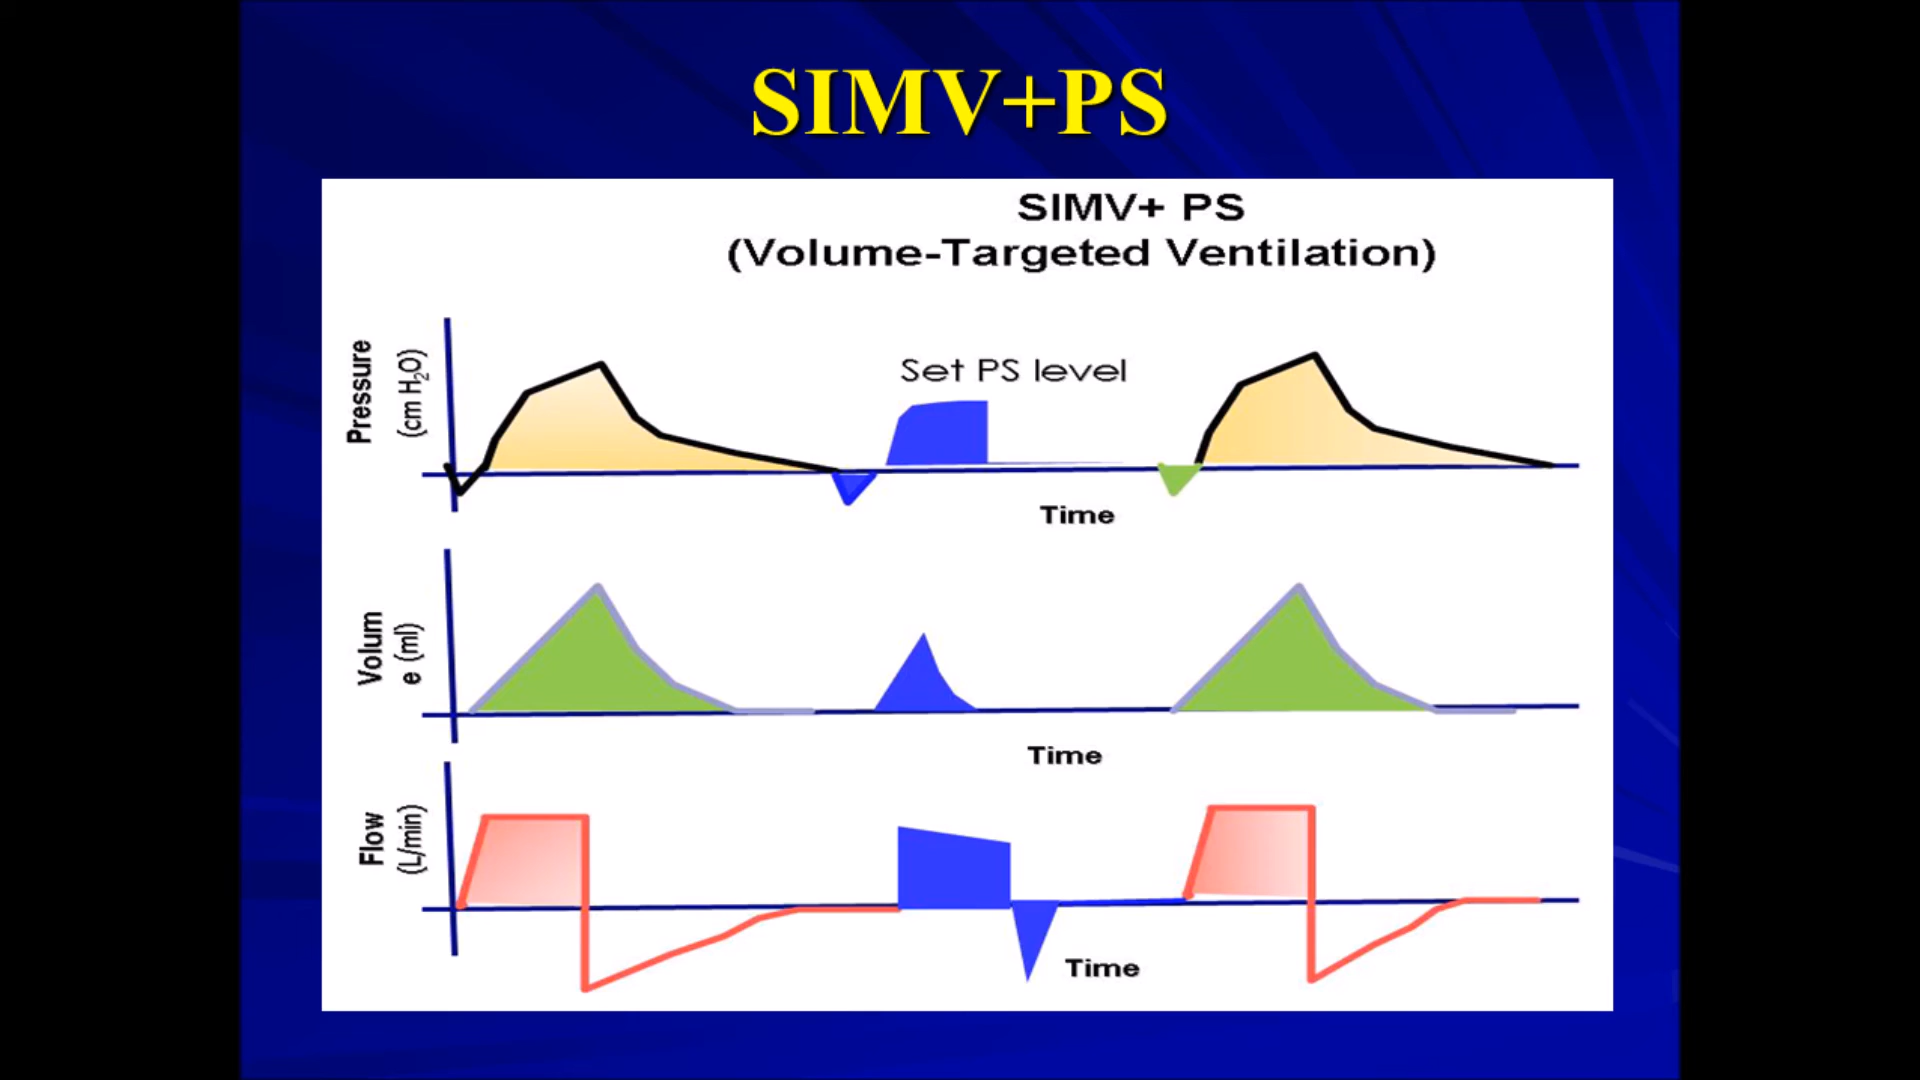 SIMV+PS
SIMV+ PS
(Volume-Targeted Ventilation)
Pressure
(cm H₂O)
Set PS level
Time
Volum
e (ml)
Time
Flow
(L/min)
Time